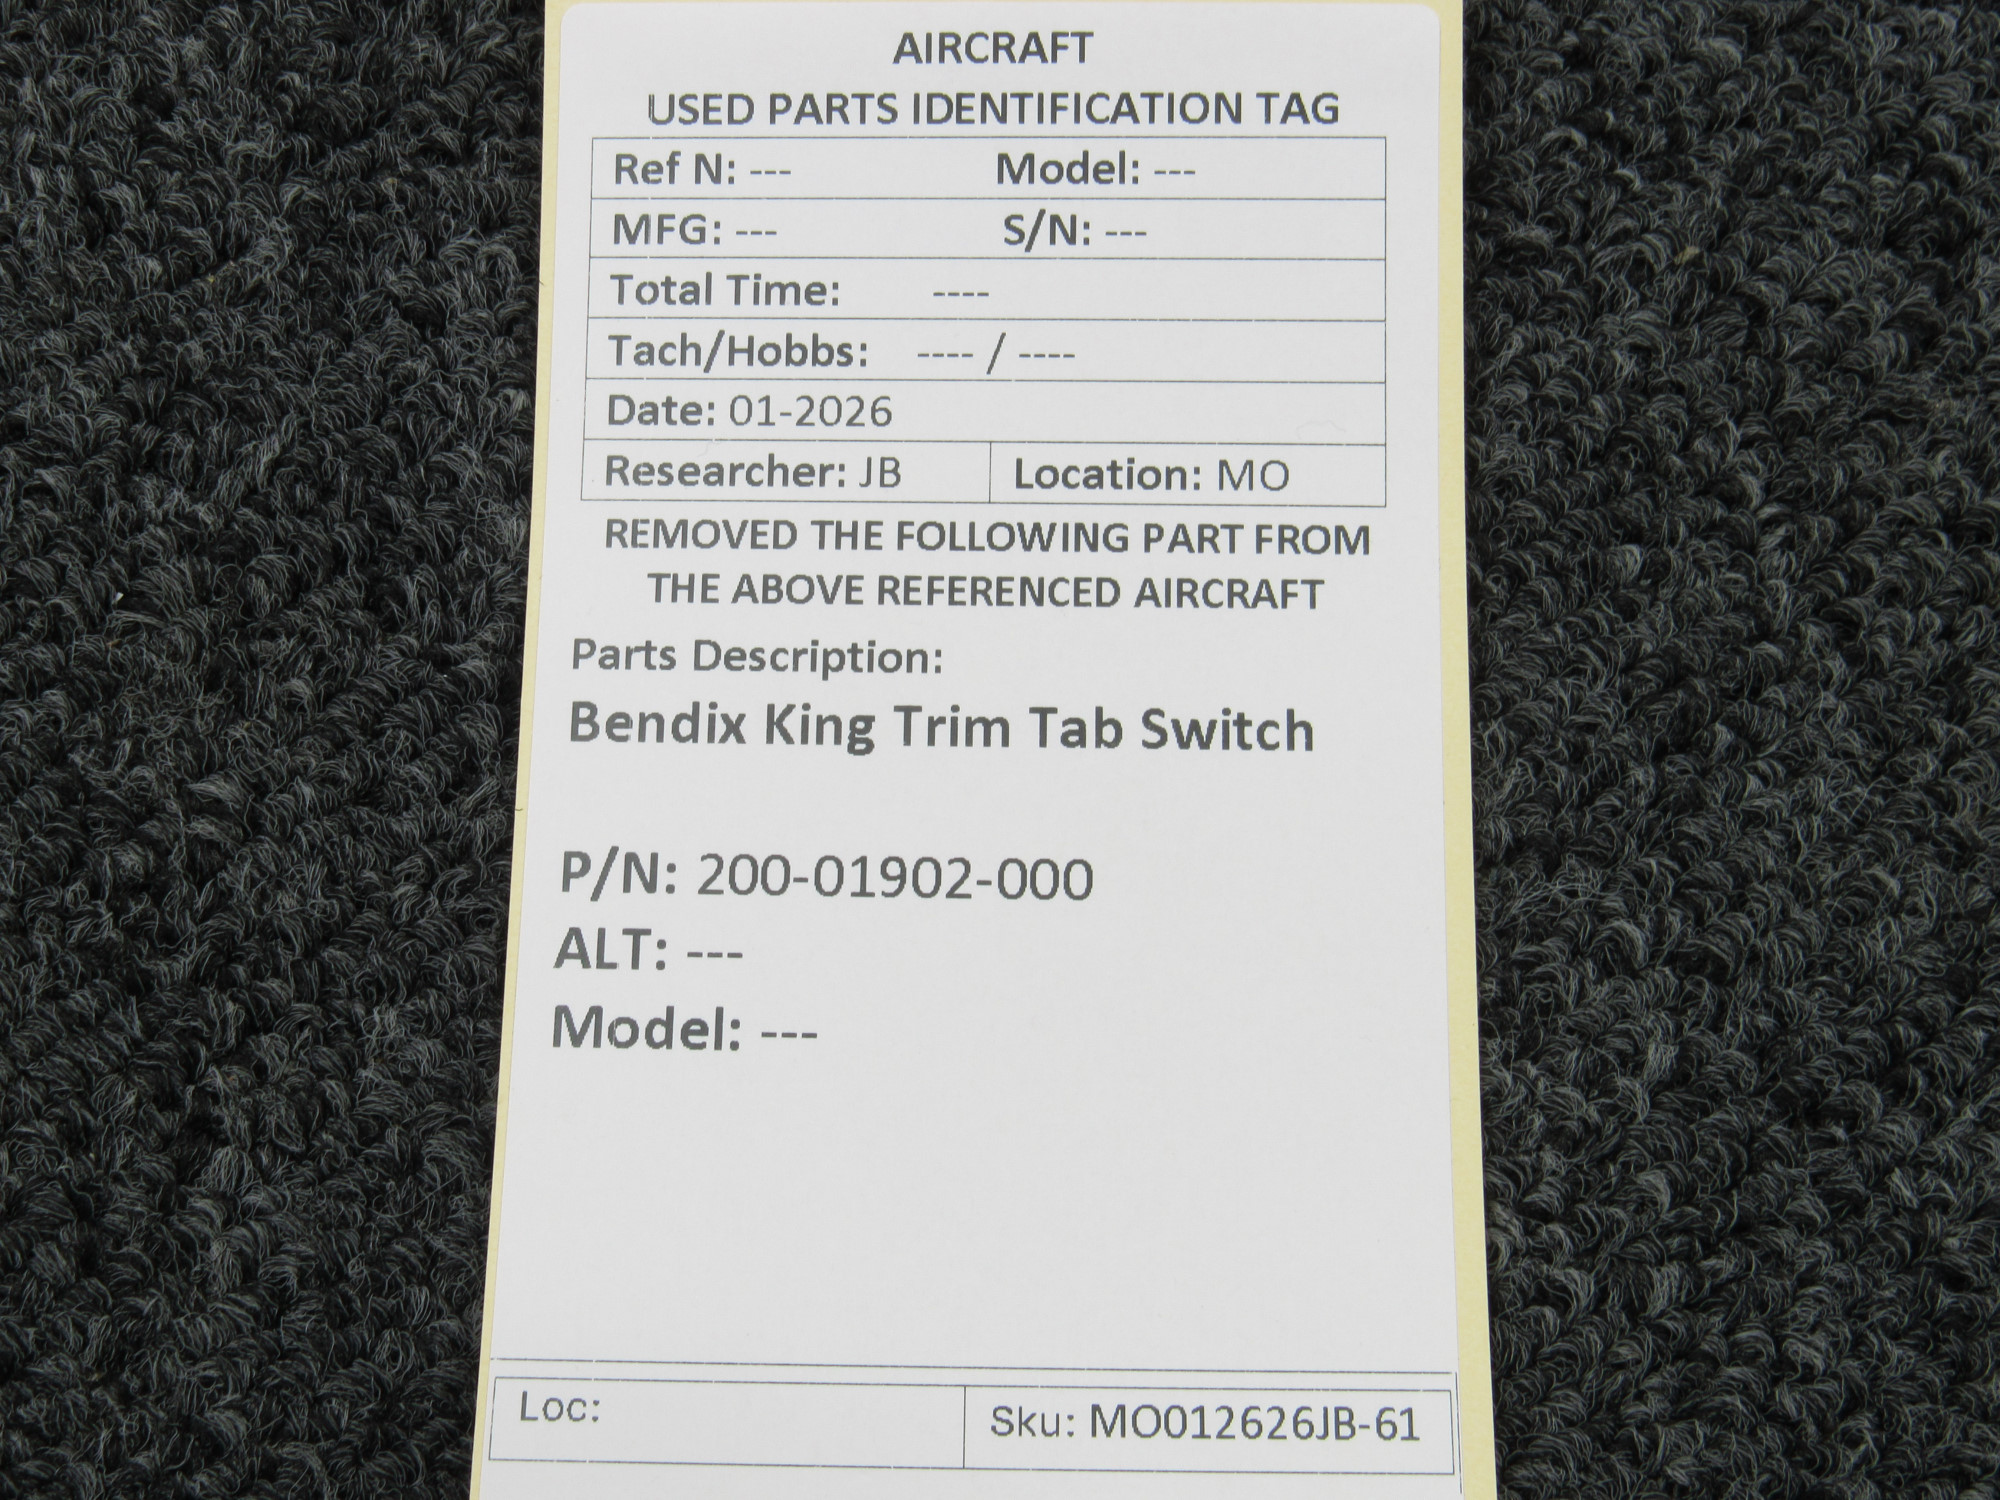 AIRCRAFT
USED PARTS IDENTIFICATION TAG
Ref N: --- Model: ---
MFG: --- S/N: ---
Total Time: ----
Tach/Hobbs: ---- / ----
Date: 01-2026
Researcher: JB Location: MO
REMOVED THE FOLLOWING PART FROM
THE ABOVE REFERENCED AIRCRAFT
Parts Description:
Bendix King Trim Tab Switch
P/N: 200-01902-000
ALT: ---
Model: ---
Loc: Sku: MO012626JB-61